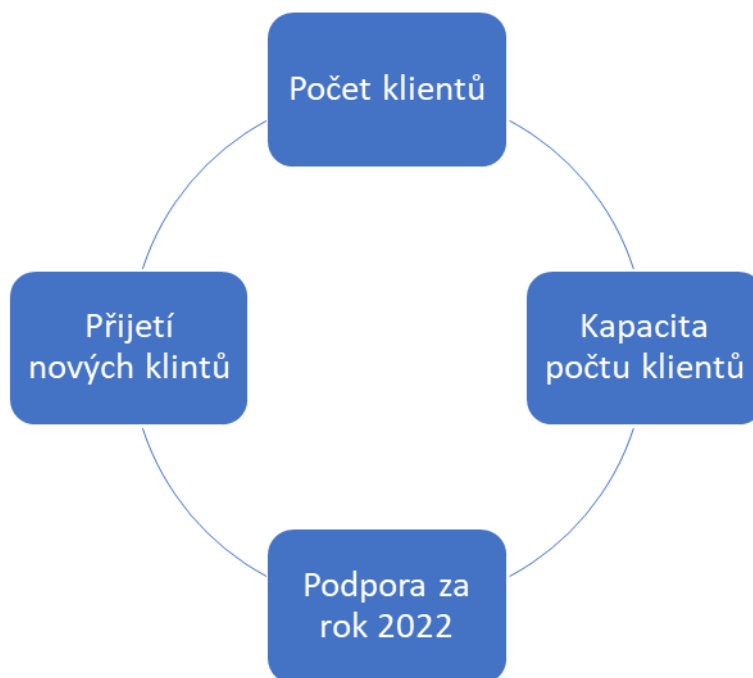 Počet klientů
Přijetí
nových klintů
Kapacita
počtu klientů
Podpora za
rok 2022